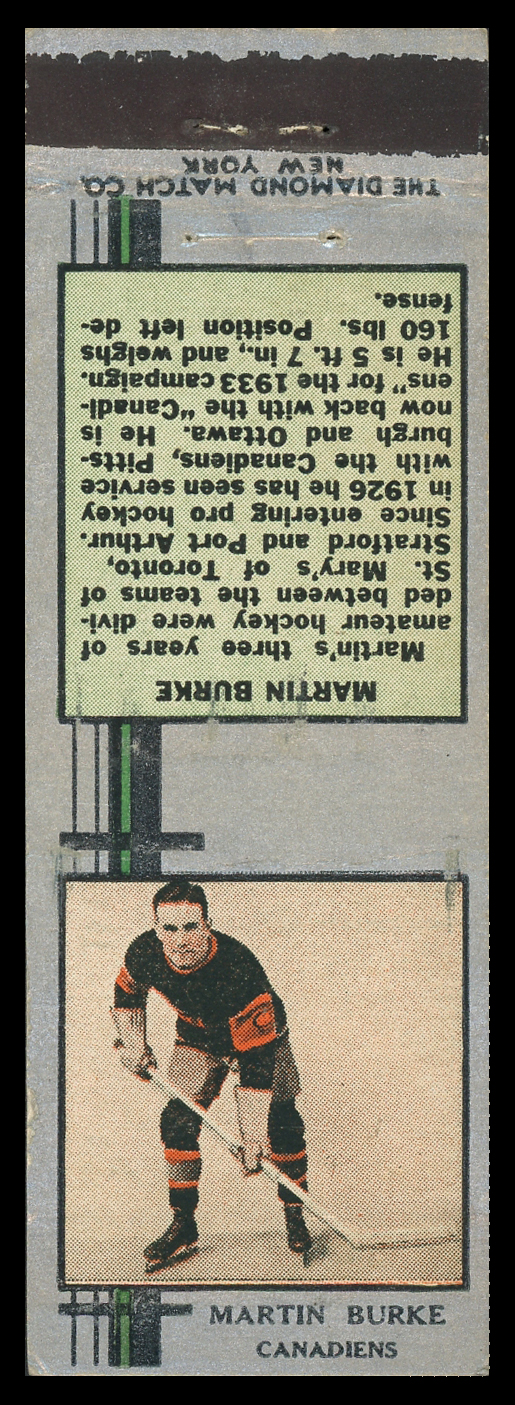 THE DIAMOND MATCH CO.
NEW YORK
MARTIN BURKE
Martin's three years of
amateur hockey were divi-
ded between the teams of
St. Mary's of Toronto,
Stratford and Port Arthur.
Since entering pro hockey
in 1926 he has seen service
with the Canadiens, Pitts-
burgh and Ottawa. He is
now back with the "Canadi-
ens" for the 1933 campaign.
He is 5 ft. 7 in., and weighs
160 lbs. Position left de-
fense.
MARTIN BURKE
CANADIENS